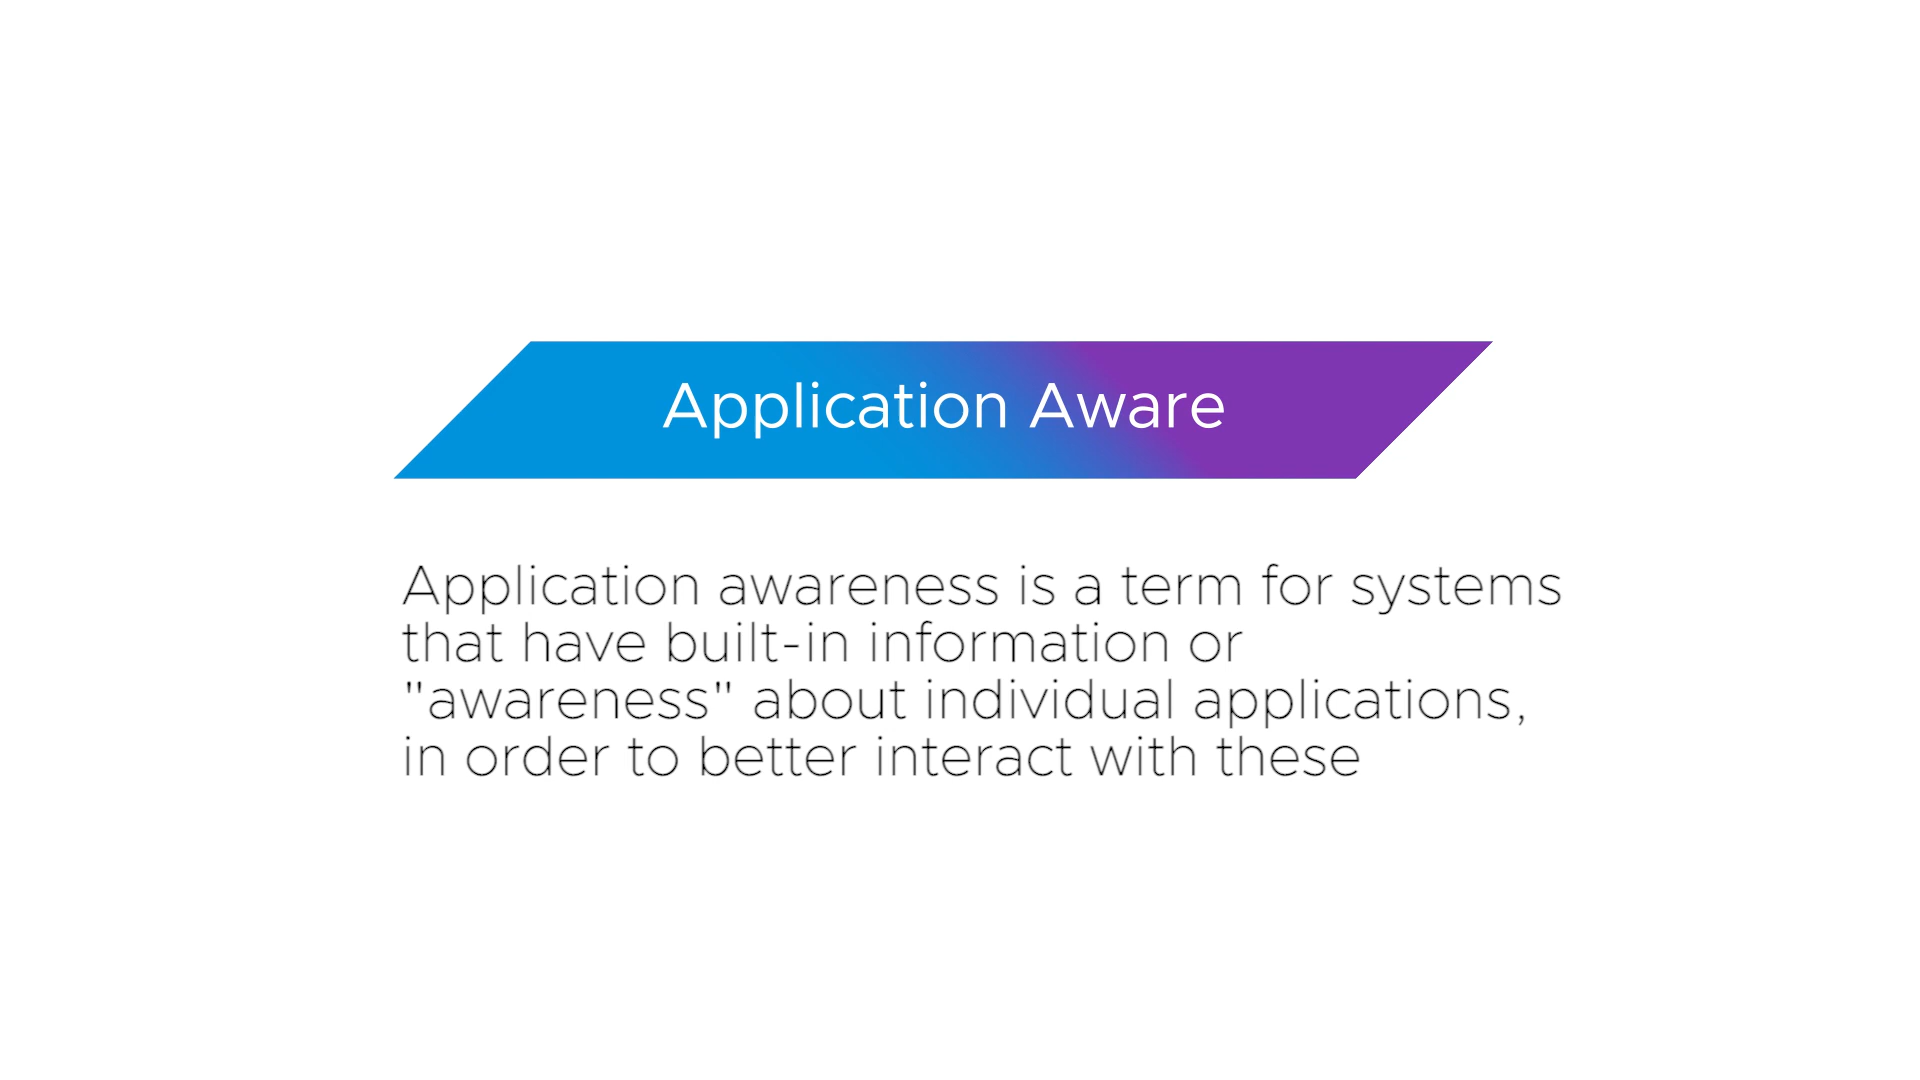 Application Aware
Application awareness is a term for systems
that have built-in information or
"awareness" about individual applications,
in order to better interact with these